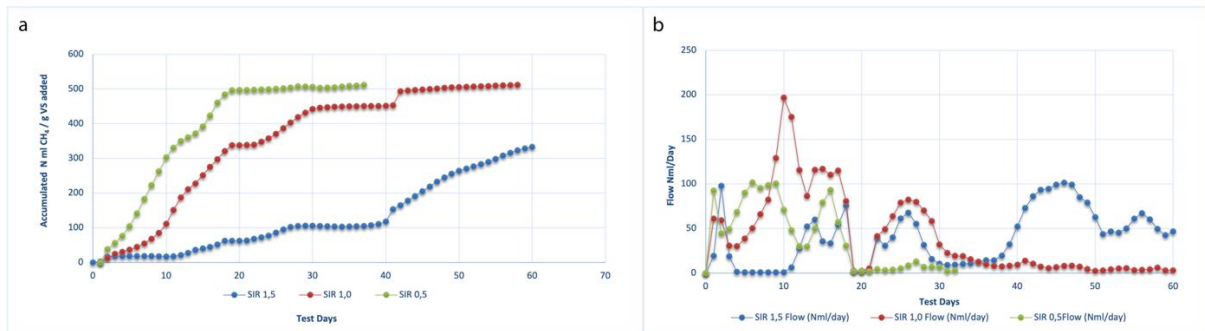 a
600
500
400
300
200
100
0
0 10 20 30 40 50 60 70
Accumulated N ml CH₄ / g VS added
Test Days
SIR 1,5 SIR 1,0 SIR 0,5
b
250
200
150
100
50
0
0 10 20 30 40 50 60
Flow Nml/Day
SIR 1,5 Flow (Nml/day) SIR 1,0 Flow (Nml/day) SIR 0,5Flow (Nml/day)
Test Days